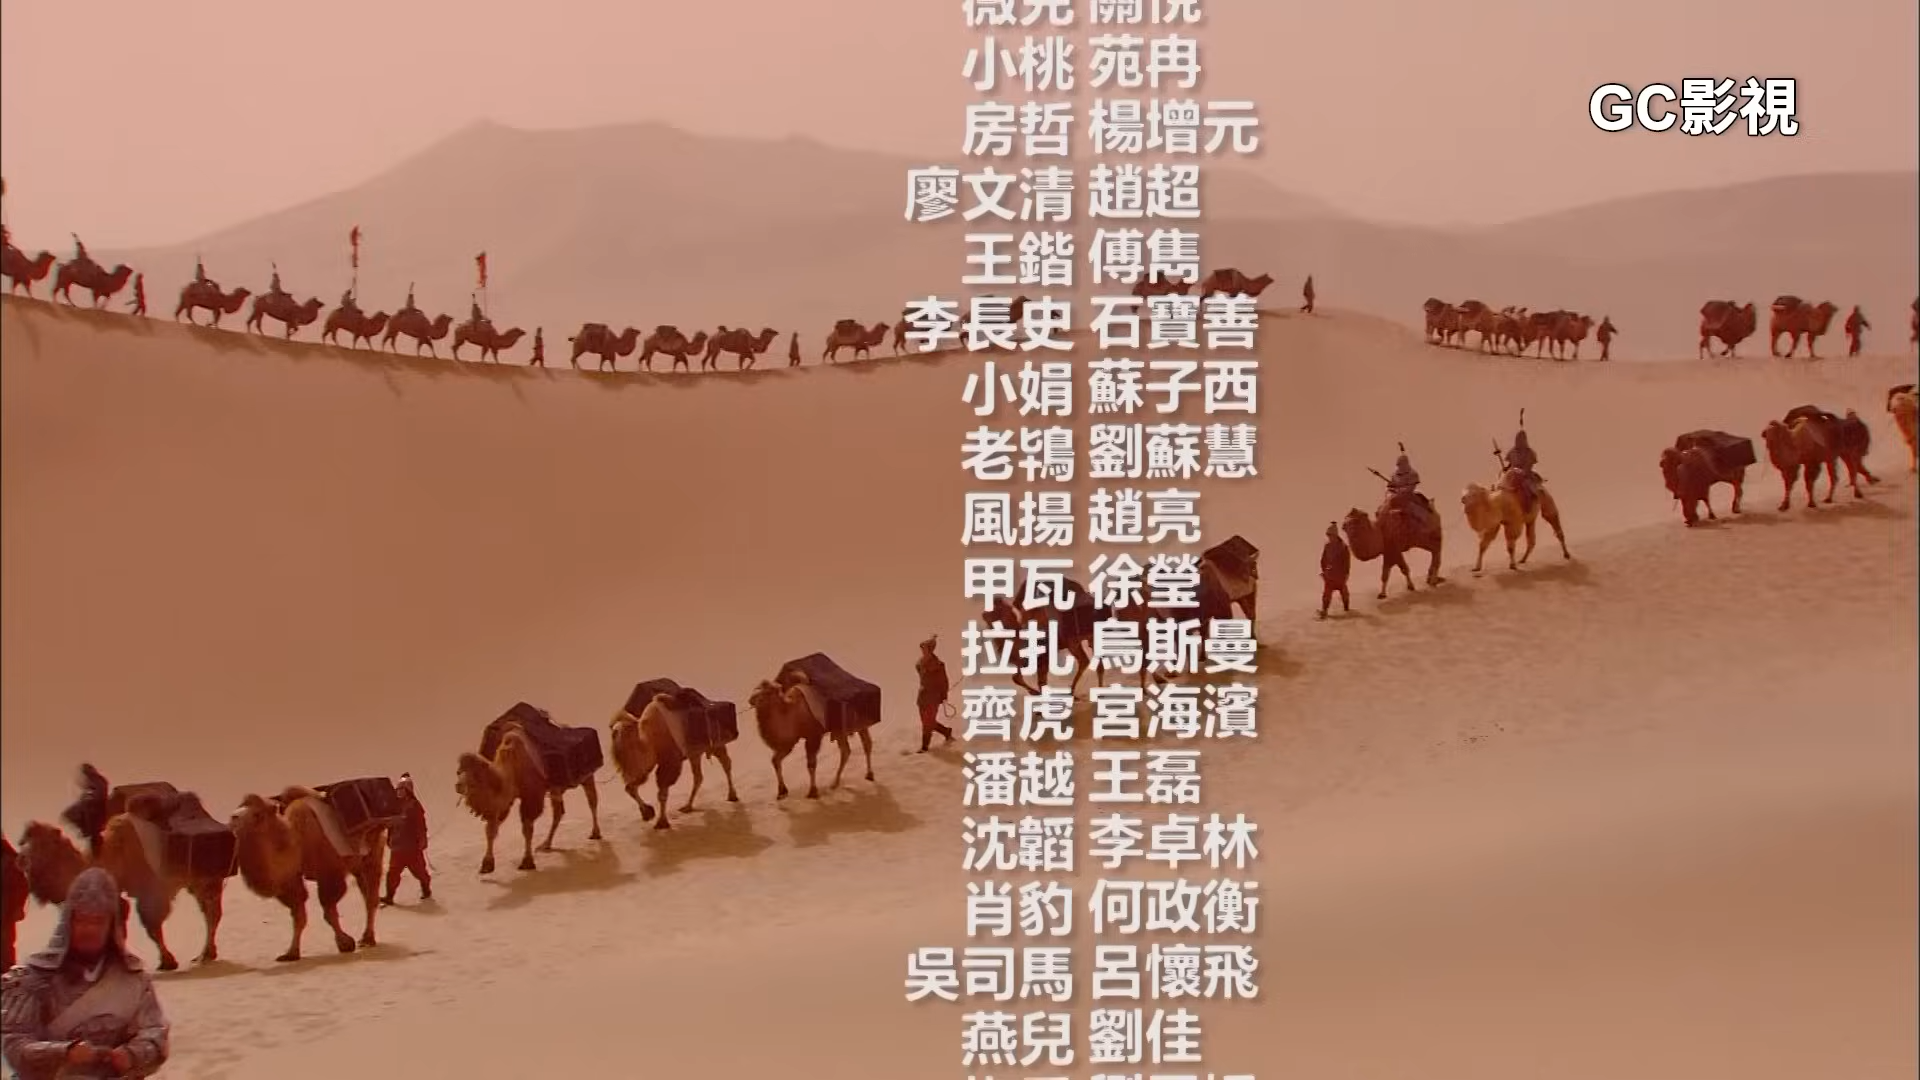 小桃 苑冉
GC影視
房哲 楊增元
廖文清 趙超
王鍇 傅雋
李長史 石寶善
小娟 蘇子西
老鴇 劉蘇慧
風揚 趙亮
甲瓦 徐瑩
拉扎 烏斯曼
齊虎 宮海濱
潘越 王磊
沈韜 李卓林
肖豹 何政衡
吳司馬 呂懷飛
燕兒 劉佳